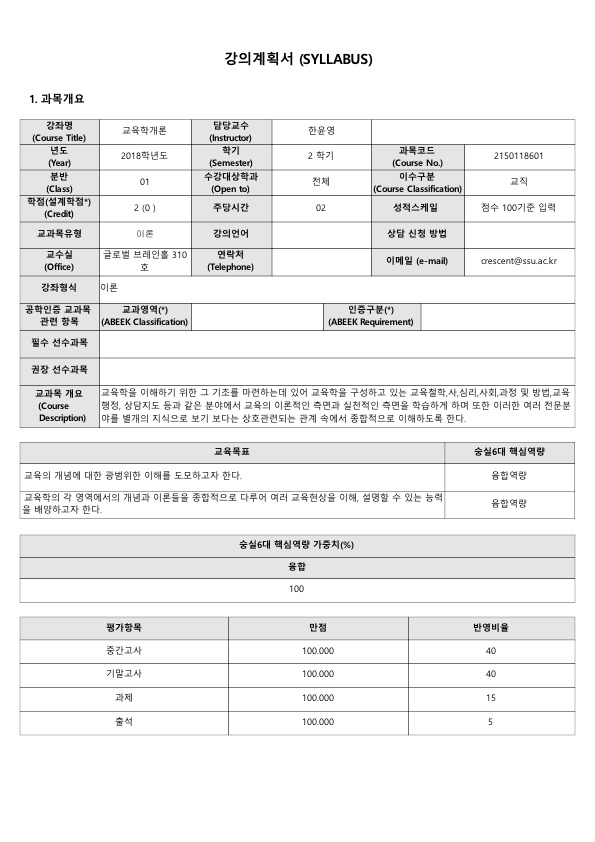 강의계획서 (SYLLABUS)
1. 과목개요
강좌명 교육학개론 담당교수 한윤영
(Course Title) (Instructor)
년도 2018학년도 학기 2 학기 과목코드 2150118601
(Year) (Semester) (Course No.)
분반 01 수강대상학과 전체 이수구분 교직
(Class) (Open to) (Course Classification)
학점(설계학점*) 2 (0 ) 주당시간 02 성적스케일 점수 100기준 입력
(Credit)
교과목유형 이론 강의언어 상담 신청 방법
교수실 글로벌 브레인홀 310 연락처 이메일 (e-mail) crescent@ssu.ac.kr
(Office) 호 (Telephone)
강좌형식 이론
공학인증 교과목 교과영역(*) 인증구분(*)
관련 항목 (ABEEK Classification) (ABEEK Requirement)
필수 선수과목
권장 선수과목
교과목 개요 교육학을 이해하기 위한 그 기초를 마련하는데 있어 교육학을 구성하고 있는 교육철학,사,심리,사회,과정 및 방법,교육
(Course 행정, 상담지도 등과 같은 분야에서 교육의 이론적인 측면과 실천적인 측면을 학습하게 하며 또한 이러한 여러 전문분
Description) 야를 별개의 지식으로 보기 보다는 상호관련되는 관계 속에서 종합적으로 이해하도록 한다.
교육목표 숭실6대 핵심역량
교육의 개념에 대한 광범위한 이해를 도모하고자 한다. 융합역량
교육학의 각 영역에서의 개념과 이론들을 종합적으로 다루어 여러 교육현상을 이해, 설명할 수 있는 능력 융합역량
을 배양하고자 한다.
숭실6대 핵심역량 가중치(%)
융합
100
평가항목 만점 반영비율
중간고사 100.000 40
기말고사 100.000 40
과제 100.000 15
출석 100.000 5